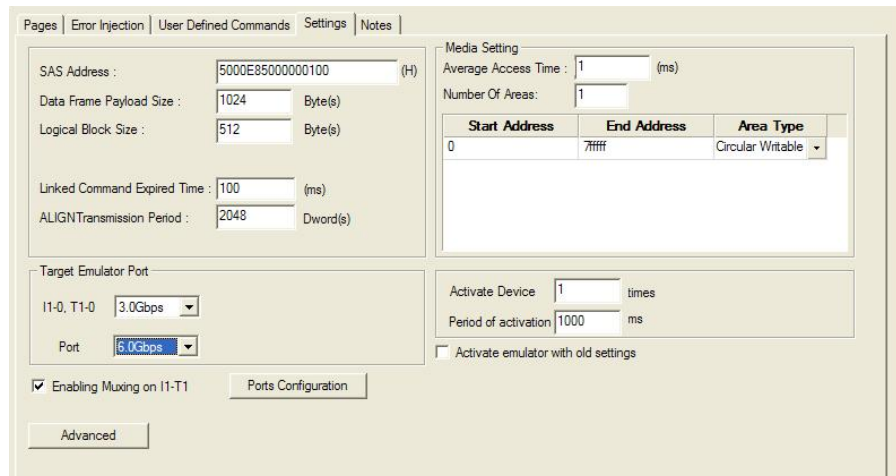 Pages Error Injection User Defined Commands Settings Notes
SAS Address : 5000E85000000100 (H)
Data Frame Payload Size : 1024 Byte(s)
Logical Block Size : 512 Byte(s)
Linked Command Expired Time : 100 (ms)
ALIGNTransmission Period : 2048 Dword(s)
Media Setting
Average Access Time : 1 (ms)
Number Of Areas: 1
Start Address End Address Area Type
0 7fffff Circular Writable
Target Emulator Port
I1-0, T1-0 3.0Gbps
Port 6.0Gbps
Activate Device 1 times
Period of activation 1000 ms
Activate emulator with old settings
Enabling Muxing on I1-T1 Ports Configuration
Advanced